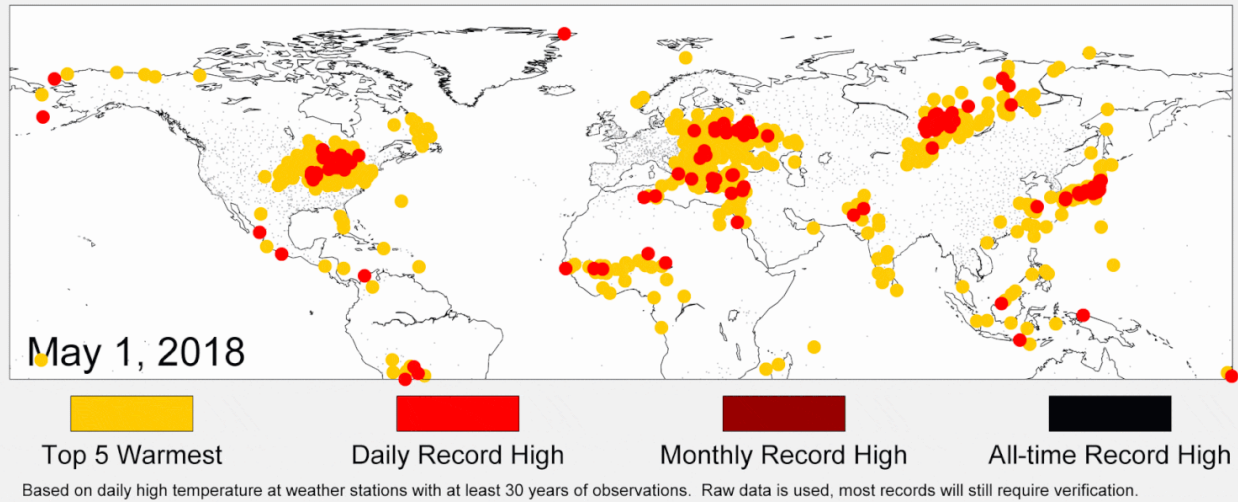 May 1, 2018
Top 5 Warmest
Daily Record High
Monthly Record High
All-time Record High
Based on daily high temperature at weather stations with at least 30 years of observations. Raw data is used, most records will still require verification.